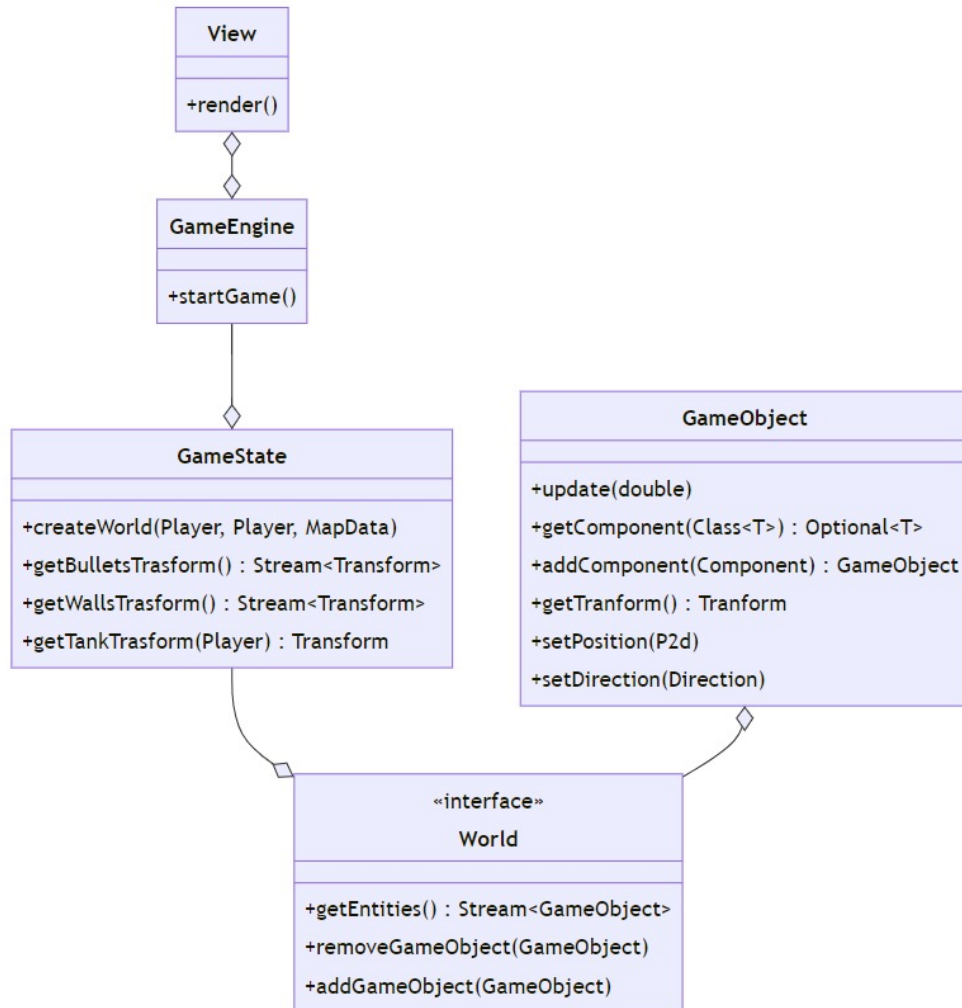 View
+render()
GameEngine
+startGame()
GameState
+createWorld(Player, Player, MapData)
+getBulletsTrasform() : Stream<Transform>
+getWallsTrasform() : Stream<Transform>
+getTankTrasform(Player) : Transform
GameObject
+update(double)
+getComponent(Class<T>) : Optional<T>
+addComponent(Component) : GameObject
+getTranform() : Tranform
+setPosition(P2d)
+setDirection(Direction)
«interface»
World
+getEntities() : Stream<GameObject>
+removeGameObject(GameObject)
+addGameObject(GameObject)